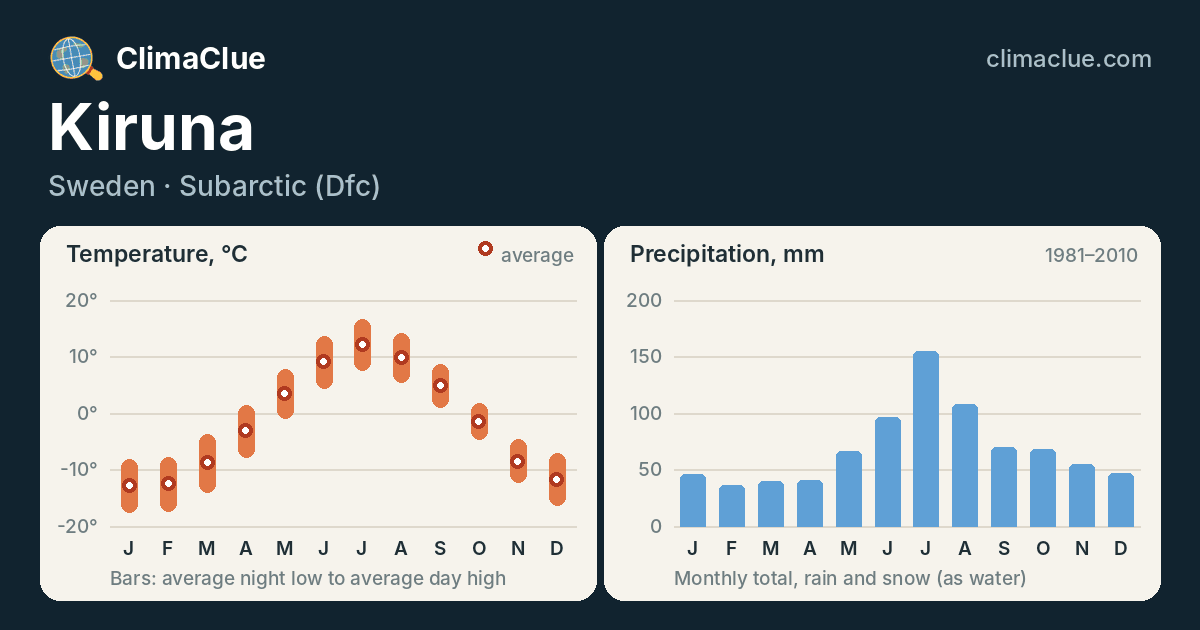 ClimaClue
climaclue.com
Kiruna
Sweden · Subarctic (Dfc)
Temperature, °C
average
20°
10°
0°
-10°
-20°
J F M A M J J A S O N D
Bars: average night low to average day high
Precipitation, mm
1981–2010
200
150
100
50
0
J F M A M J J A S O N D
Monthly total, rain and snow (as water)